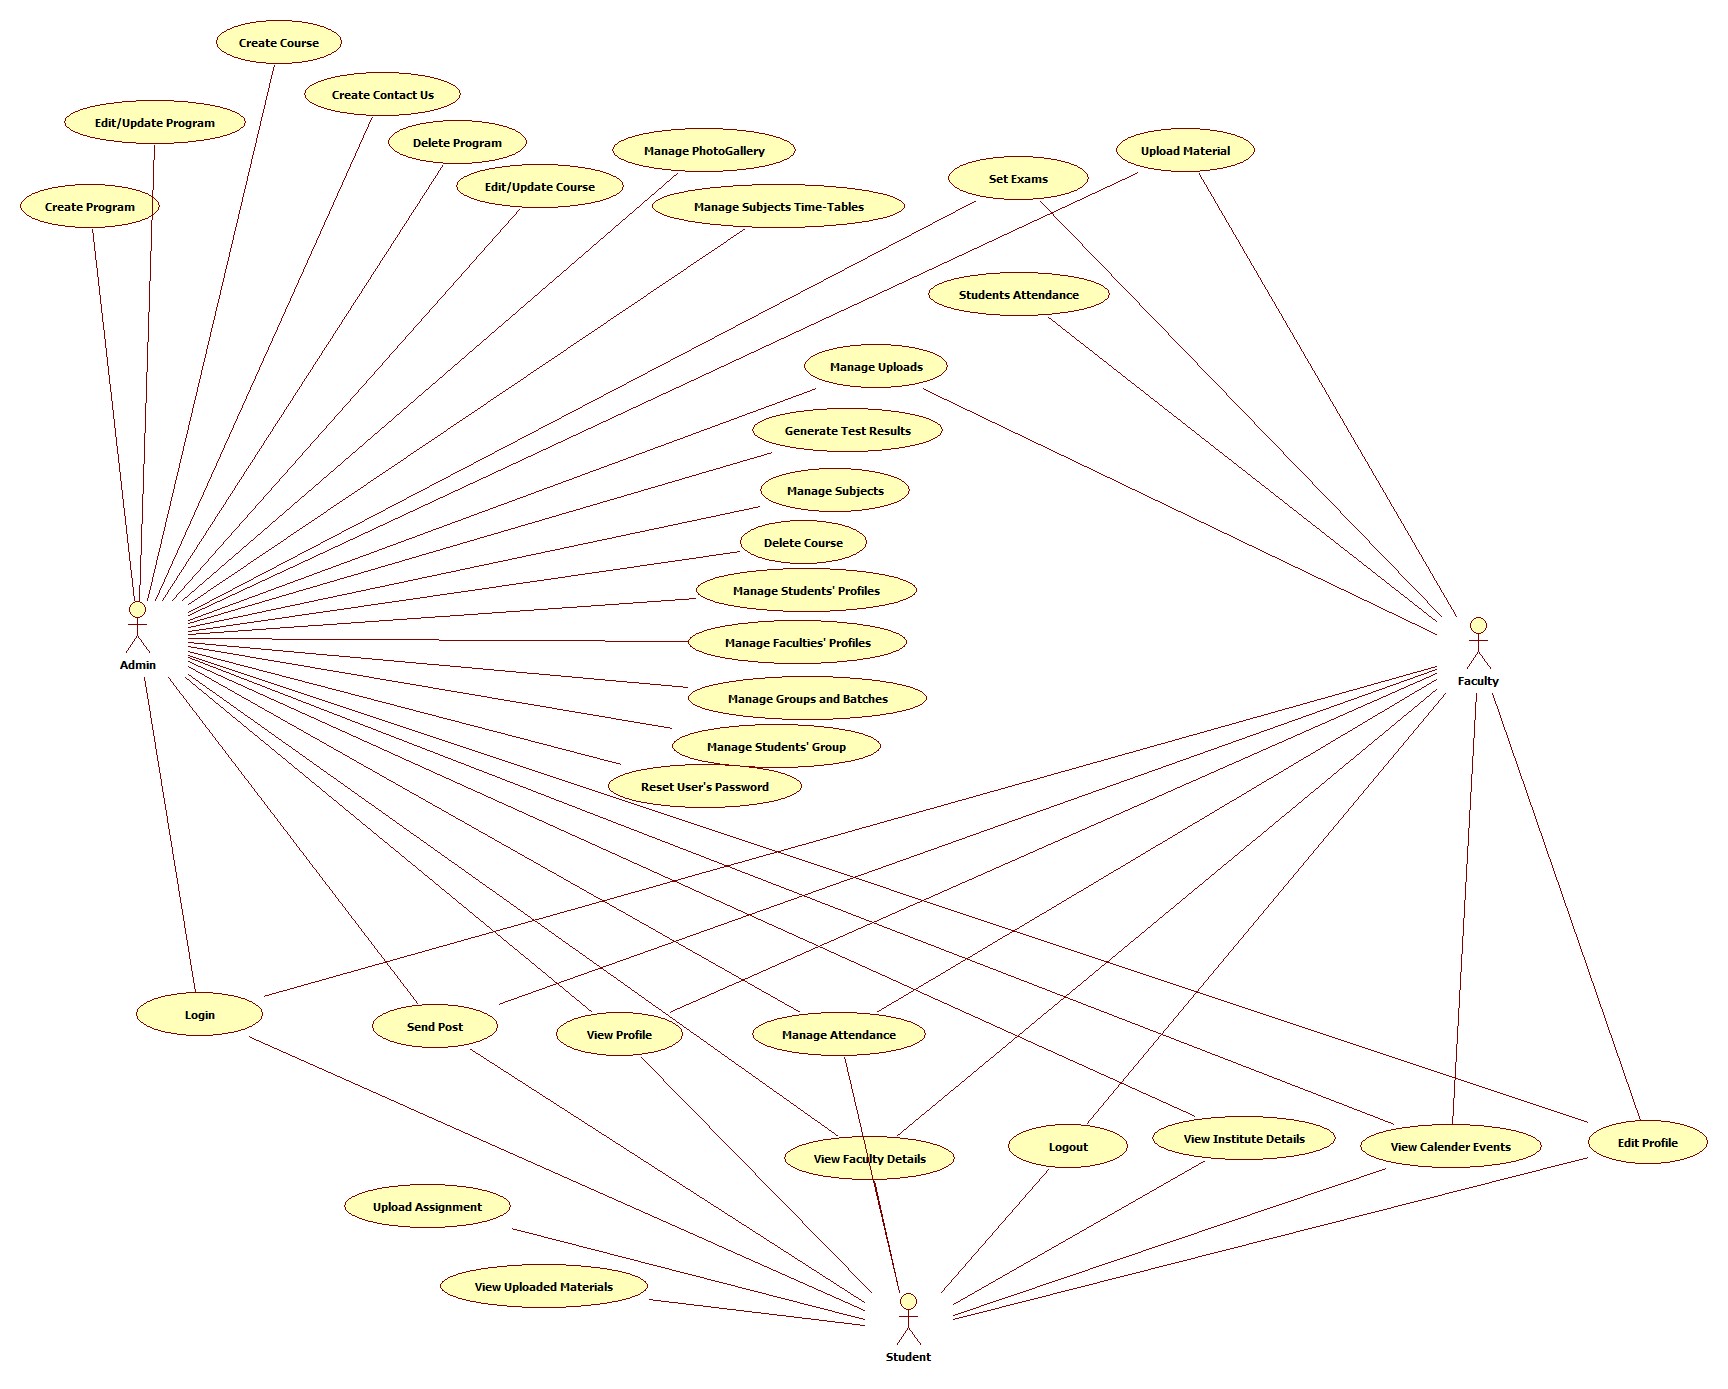 Create Course
Create Contact Us
Edit/Update Program
Delete Program
Manage PhotoGallery
Upload Material
Set Exams
Edit/Update Course
Create Program
Manage Subjects Time-Tables
Students Attendance
Manage Uploads
Generate Test Results
Manage Subjects
Delete Course
Manage Students' Profiles
Manage Faculties' Profiles
Admin
Faculty
Manage Groups and Batches
Manage Students' Group
Reset User's Password
Login
Send Post
View Profile
Manage Attendance
View Faculty Details
Logout
View Institute Details
View Calender Events
Edit Profile
Upload Assignment
View Uploaded Materials
Student